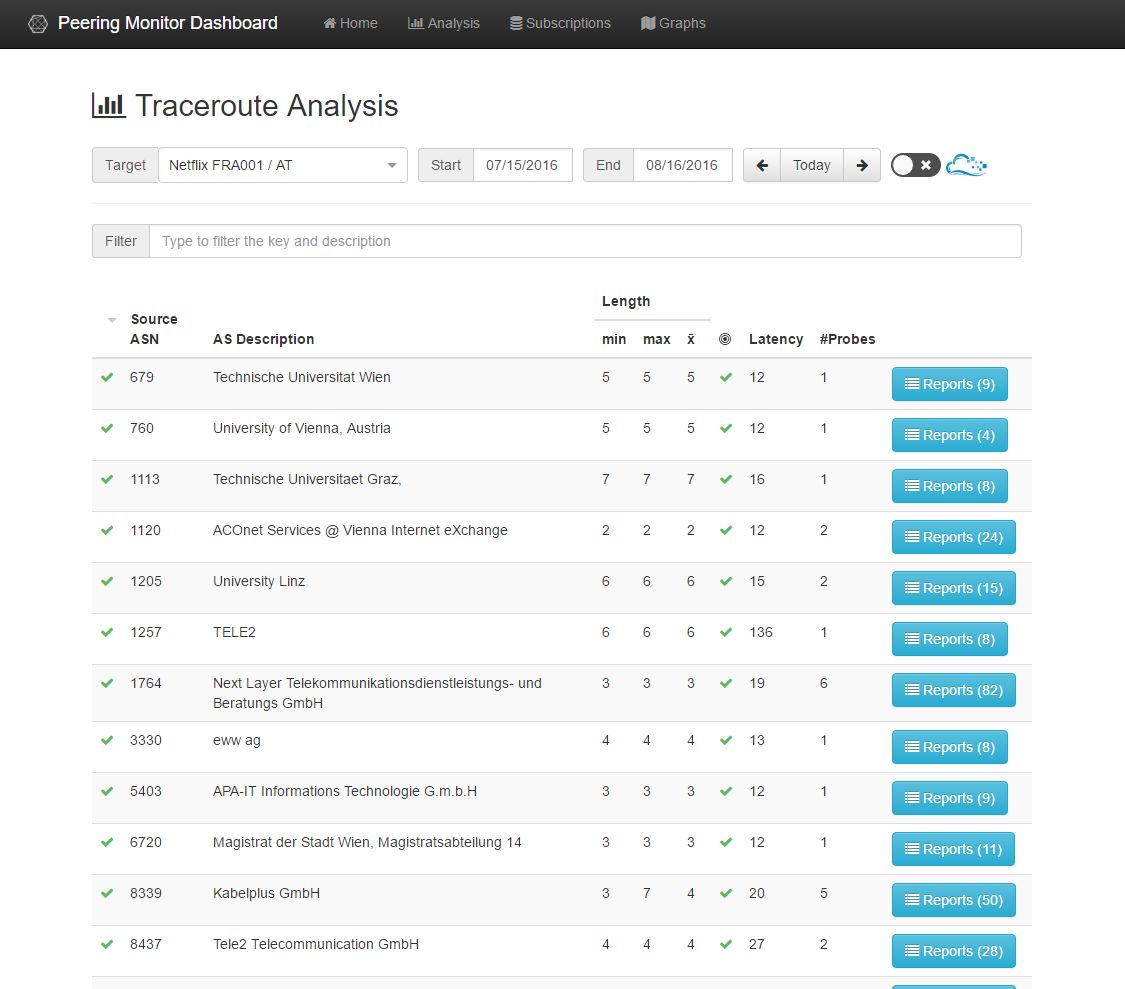 Peering Monitor Dashboard Home Analysis Subscriptions Graphs
Traceroute Analysis
Target Netflix FRA001 / AT Start 07/15/2016 End 08/16/2016 Today
Filter Type to filter the key and description
Length
Source
ASN AS Description min max x̄ Latency #Probes
679 Technische Universitat Wien 5 5 5 12 1 Reports (9)
760 University of Vienna, Austria 5 5 5 12 1 Reports (4)
1113 Technische Universitaet Graz, 7 7 7 16 1 Reports (8)
1120 ACOnet Services @ Vienna Internet eXchange 2 2 2 12 2 Reports (24)
1205 University Linz 6 6 6 15 2 Reports (15)
1257 TELE2 6 6 6 136 1 Reports (8)
1764 Next Layer Telekommunikationsdienstleistungs- und 3 3 3 19 6 Reports (82)
Beratungs GmbH
3330 eww ag 4 4 4 13 1 Reports (8)
5403 APA-IT Informations Technologie G.m.b.H 3 3 3 12 1 Reports (9)
6720 Magistrat der Stadt Wien, Magistratsabteilung 14 3 3 3 12 1 Reports (11)
8339 Kabelplus GmbH 3 7 4 20 5 Reports (50)
8437 Tele2 Telecommunication GmbH 4 4 4 27 2 Reports (28)